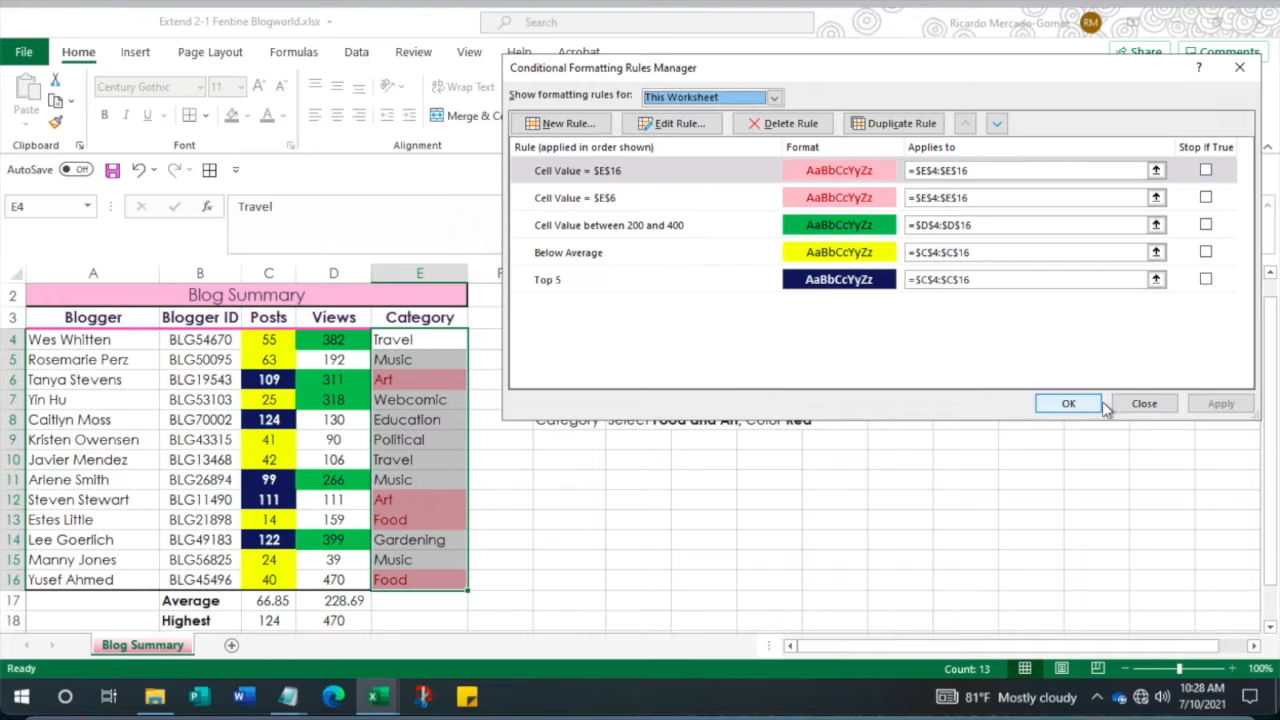 Extend 2-1 Fentine Blogworld.xlsx
Search
Ricardo Mercado-Gomet RM
File Home Insert Page Layout Formulas Data Review View Help Acrobat
Share Comments
Century Gothic 11
Paste
B I U A
Wrap Text
Merge & C
Clipboard Font Alignment
AutoSave Off
E4 fx Travel
Conditional Formatting Rules Manager
Show formatting rules for: This Worksheet
New Rule... Edit Rule... Delete Rule Duplicate Rule
Rule (applied in order shown) Format Applies to Stop If True
Cell Value = $E$16 AaBbCcYyZz =$E$4:$E$16
Cell Value = $E$6 AaBbCcYyZz =$E$4:$E$16
Cell Value between 200 and 400 AaBbCcYyZz =$D$4:$D$16
Below Average AaBbCcYyZz =$C$4:$C$16
Top 5 AaBbCcYyZz =$C$4:$C$16
OK Close Apply
Category Select Food and Art, Color Red
A B C D E
2 Blog Summary
3 Blogger Blogger ID Posts Views Category
4 Wes Whitten BLG54670 55 382 Travel
5 Rosemarie Perz BLG50095 63 192 Music
6 Tanya Stevens BLG19543 109 311 Art
7 Yin Hu BLG53103 25 318 Webcomic
8 Caitlyn Moss BLG70002 124 130 Education
9 Kristen Owensen BLG43315 41 90 Political
10 Javier Mendez BLG13468 42 106 Travel
11 Arlene Smith BLG26894 99 266 Music
12 Steven Stewart BLG11490 111 111 Art
13 Estes Little BLG21898 14 159 Food
14 Lee Goerlich BLG49183 122 399 Gardening
15 Manny Jones BLG56825 24 39 Music
16 Yusef Ahmed BLG45496 40 470 Food
17 Average 66.85 228.69
18 Highest 124 470
Blog Summary
Ready Count: 13 100%
81°F Mostly cloudy
10:28 AM
7/10/2021